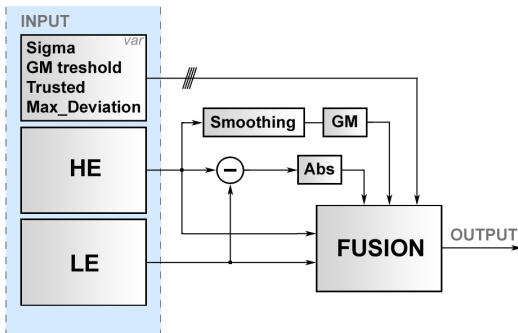 INPUT
var
Sigma
GM treshold
Trusted
Max_Deviation
Smoothing
GM
HE
−
Abs
LE
FUSION
OUTPUT